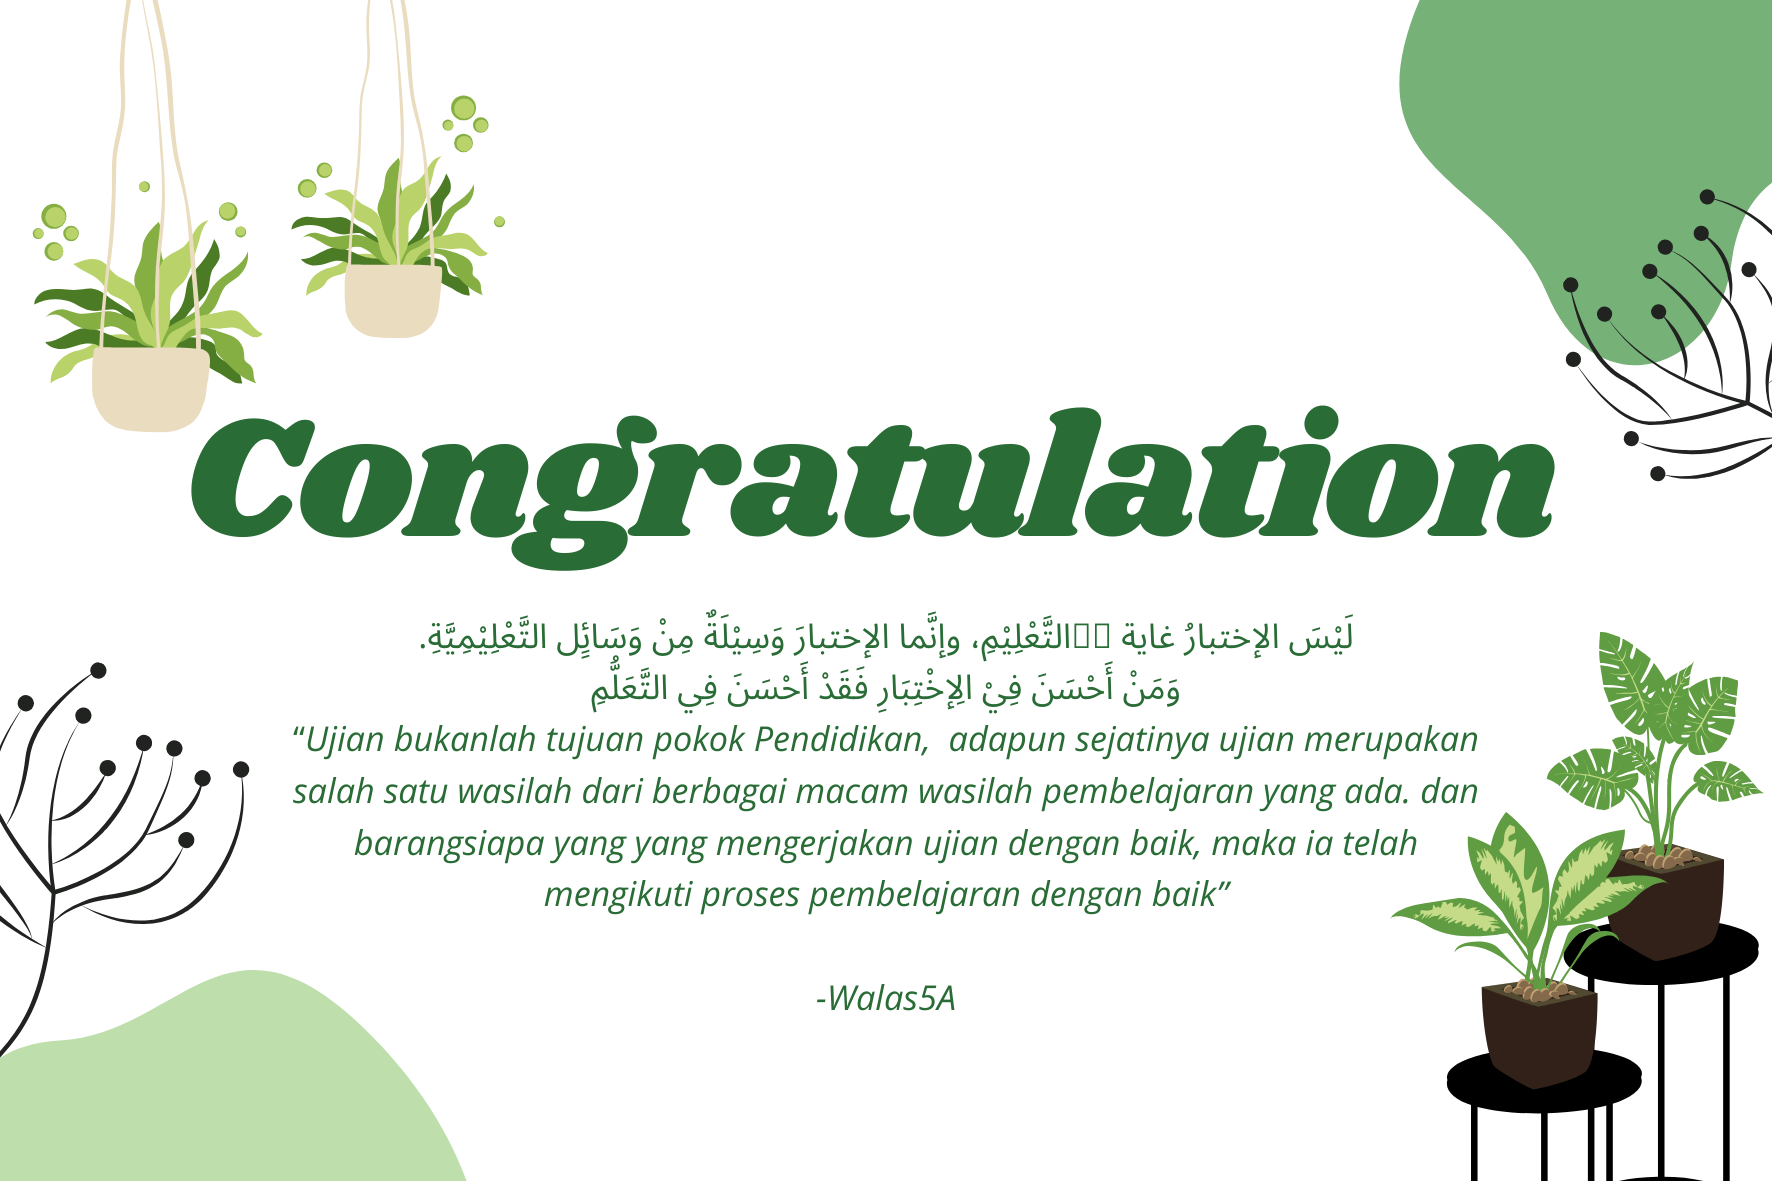 Congratulation
لَيْسَ الإختبارُ غاية التَّعْلِيْمِ، وإنَّما الإختبارَ وَسِيْلَةٌ مِنْ وَسَائِلِ التَّعْلِيْمِيَّةِ.
وَمَنْ أَحْسَنَ فِيْ الِإخْتِبَارِ فَقَدْ أَحْسَنَ فِي التَّعَلُّمِ
“Ujian bukanlah tujuan pokok Pendidikan,  adapun sejatinya ujian merupakan
salah satu wasilah dari berbagai macam wasilah pembelajaran yang ada. dan
barangsiapa yang yang mengerjakan ujian dengan baik, maka ia telah
mengikuti proses pembelajaran dengan baik”
-Walas5A